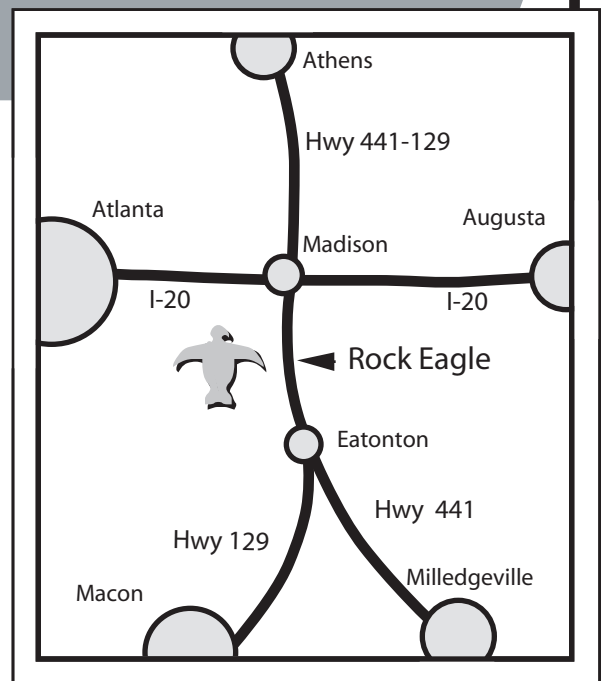 Athens
Hwy 441-129
Atlanta
Augusta
Madison
I-20
I-20
Rock Eagle
Eatonton
Hwy 441
Hwy 129
Milledgeville
Macon